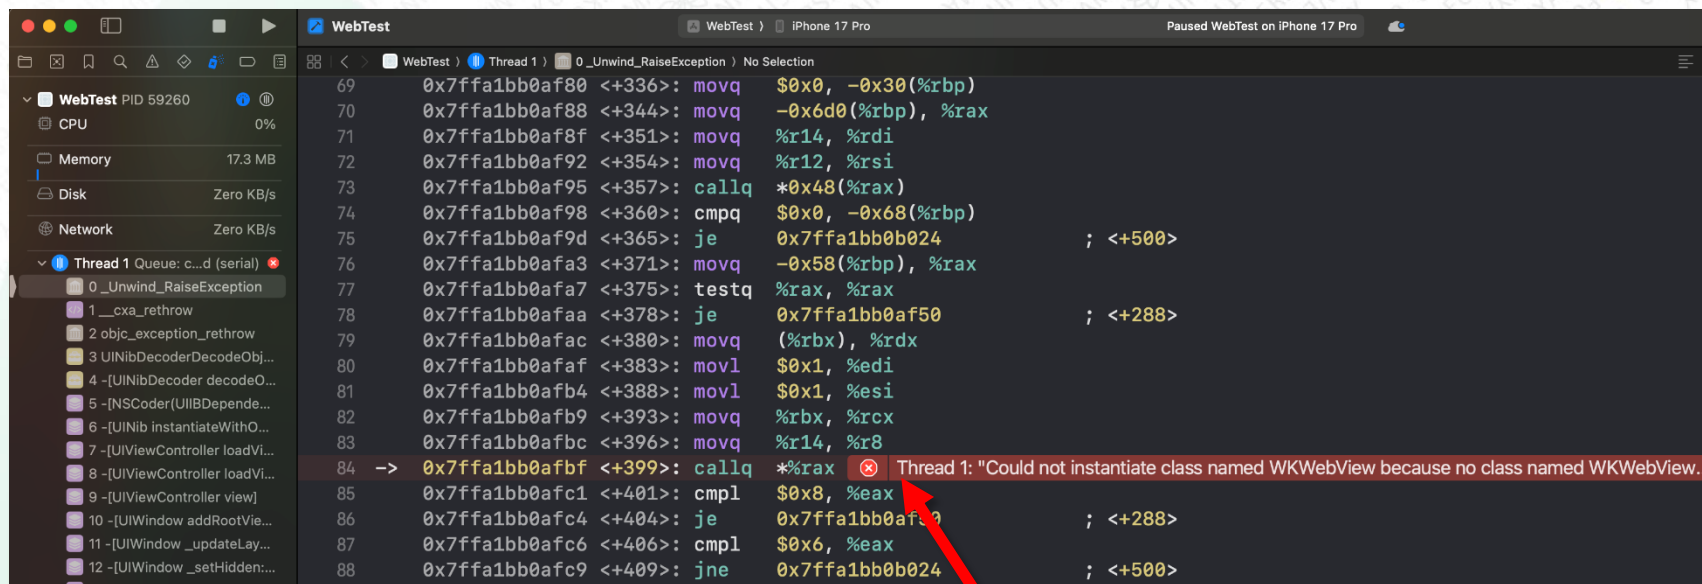 WebTest
WebTest 〉 iPhone 17 Pro
Paused WebTest on iPhone 17 Pro
WebTest 〉 Thread 1 〉 0 _Unwind_RaiseException 〉 No Selection
WebTest PID 59260
CPU 0%
Memory 17.3 MB
Disk Zero KB/s
Network Zero KB/s
Thread 1 Queue: c...d (serial)
0 _Unwind_RaiseException
1 __cxa_rethrow
2 objc_exception_rethrow
3 UINibDecoderDecodeObj...
4 -[UINibDecoder decodeO...
5 -[NSCoder(UIIBDepende...
6 -[UINib instantiateWithO...
7 -[UIViewController loadVi...
8 -[UIViewController loadVi...
9 -[UIViewController view]
10 -[UIWindow addRootVie...
11 -[UIWindow _updateLay...
12 -[UIWindow _setHidden:...
69 0x7ffa1bb0af80 <+336>: movq $0x0, -0x30(%rbp)
70 0x7ffa1bb0af88 <+344>: movq -0x6d0(%rbp), %rax
71 0x7ffa1bb0af8f <+351>: movq %r14, %rdi
72 0x7ffa1bb0af92 <+354>: movq %r12, %rsi
73 0x7ffa1bb0af95 <+357>: callq *0x48(%rax)
74 0x7ffa1bb0af98 <+360>: cmpq $0x0, -0x68(%rbp)
75 0x7ffa1bb0af9d <+365>: je 0x7ffa1bb0b024 ; <+500>
76 0x7ffa1bb0afa3 <+371>: movq -0x58(%rbp), %rax
77 0x7ffa1bb0afa7 <+375>: testq %rax, %rax
78 0x7ffa1bb0afaa <+378>: je 0x7ffa1bb0af50 ; <+288>
79 0x7ffa1bb0afac <+380>: movq (%rbx), %rdx
80 0x7ffa1bb0afaf <+383>: movl $0x1, %edi
81 0x7ffa1bb0afb4 <+388>: movl $0x1, %esi
82 0x7ffa1bb0afb9 <+393>: movq %rbx, %rcx
83 0x7ffa1bb0afbc <+396>: movq %r14, %r8
84 -> 0x7ffa1bb0afbf <+399>: callq *%rax Thread 1: "Could not instantiate class named WKWebView because no class named WKWebView...
85 0x7ffa1bb0afc1 <+401>: cmpl $0x8, %eax
86 0x7ffa1bb0afc4 <+404>: je 0x7ffa1bb0af50 ; <+288>
87 0x7ffa1bb0afc6 <+406>: cmpl $0x6, %eax
88 0x7ffa1bb0afc9 <+409>: jne 0x7ffa1bb0b024 ; <+500>